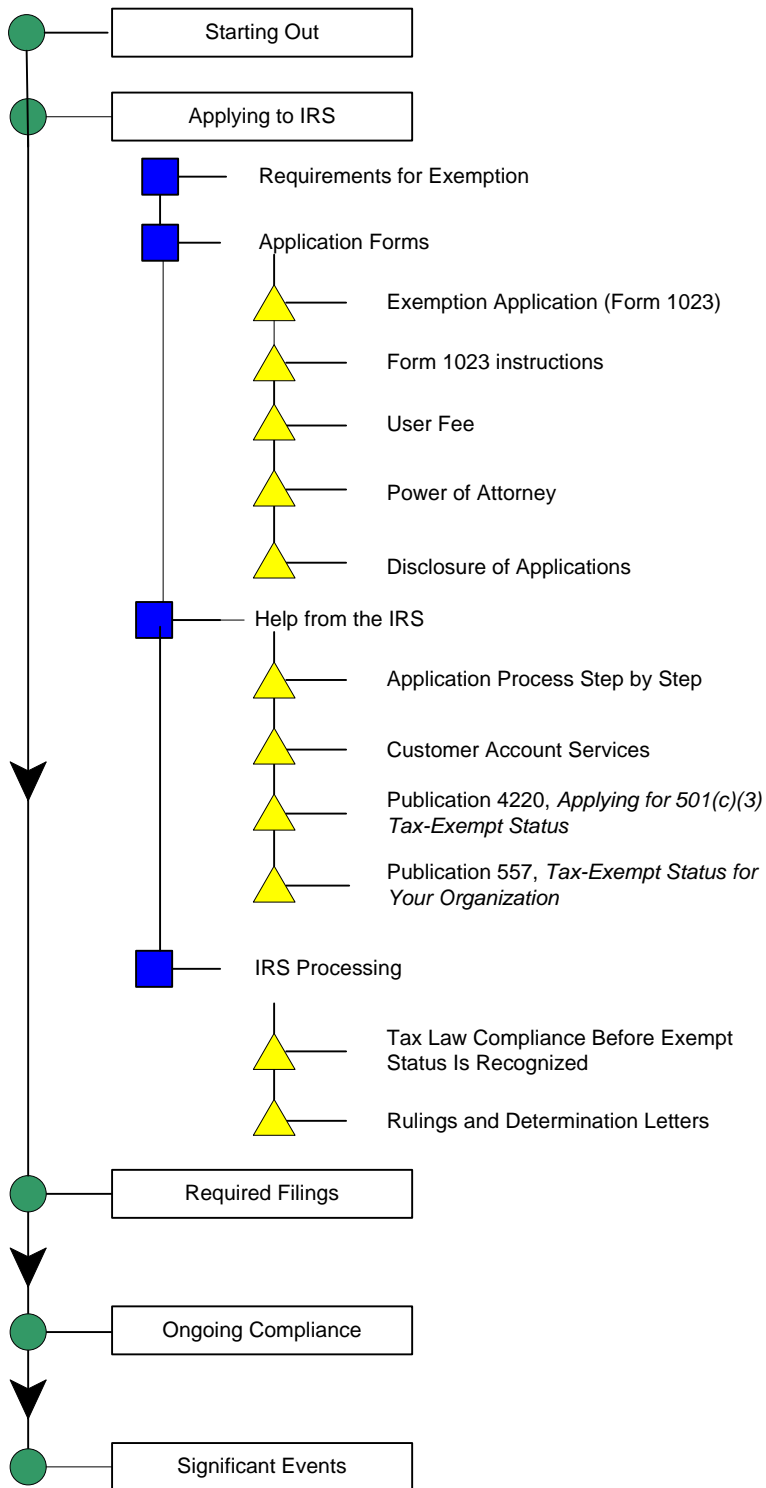 Starting Out
Applying to IRS
Requirements for Exemption
Application Forms
Exemption Application (Form 1023)
Form 1023 instructions
User Fee
Power of Attorney
Disclosure of Applications
Help from the IRS
Application Process Step by Step
Customer Account Services
Publication 4220, Applying for 501(c)(3)
Tax-Exempt Status
Publication 557, Tax-Exempt Status for
Your Organization
IRS Processing
Tax Law Compliance Before Exempt
Status Is Recognized
Rulings and Determination Letters
Required Filings
Ongoing Compliance
Significant Events